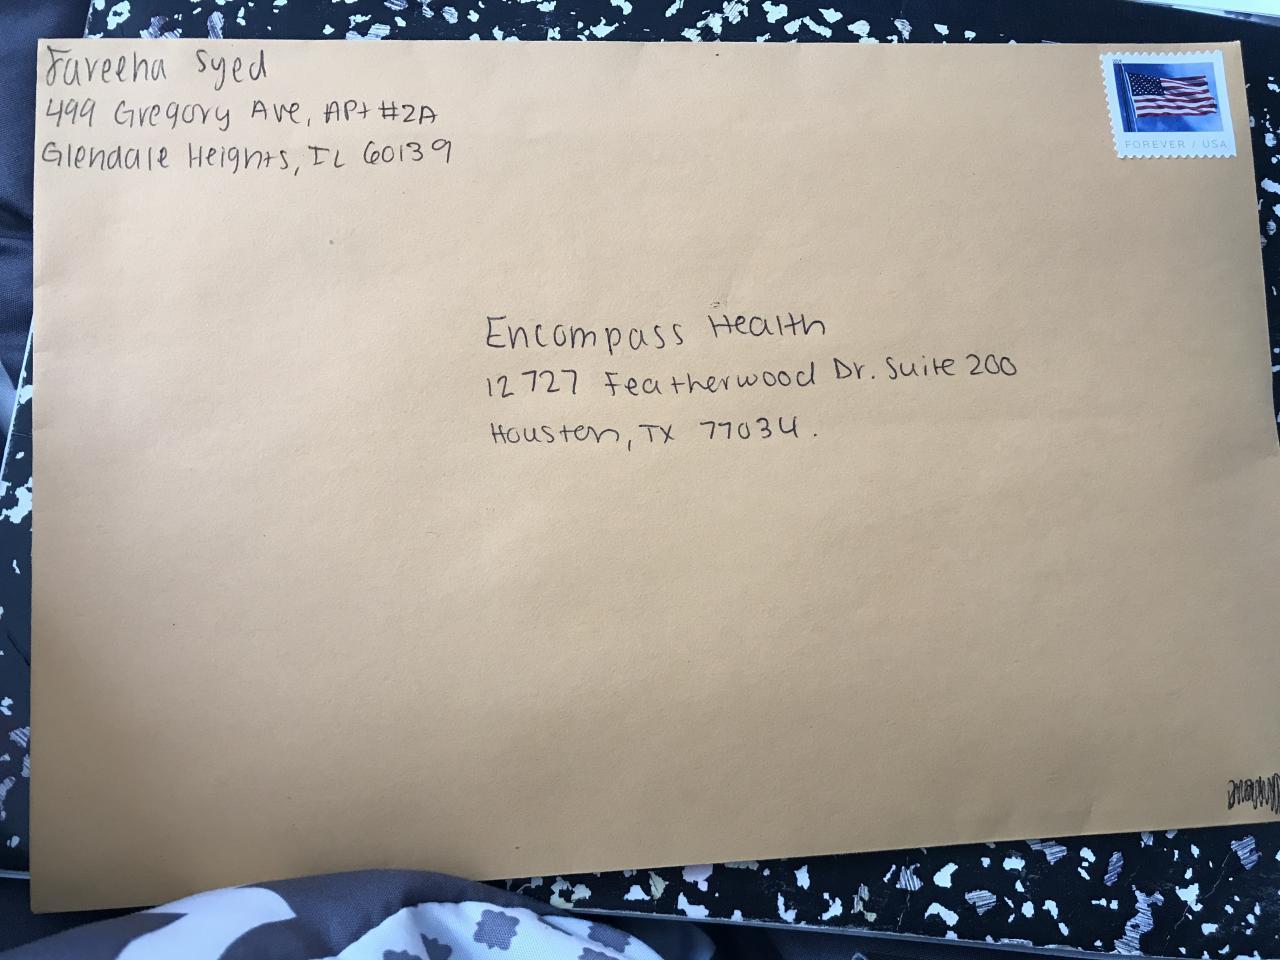 Fareeha Syed
499 Gregory Ave, Apt #2A
Glendale Heights, IL 60139
FOREVER / USA
Encompass Health
12727 Featherwood Dr. Suite 200
Houston, TX 77034.